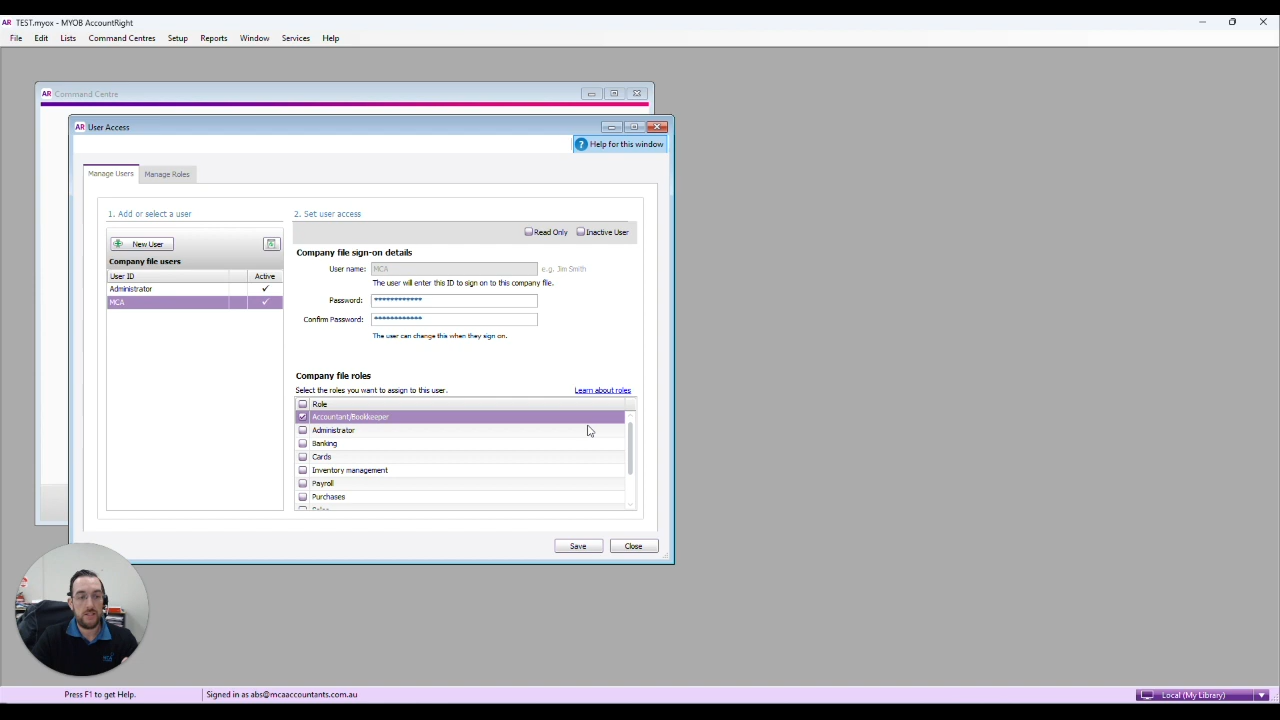 AR TEST.myox - MYOB AccountRight
File Edit Lists Command Centres Setup Reports Window Services Help
AR Command Centre
AR User Access
? Help for this window
Manage Users Manage Roles
1. Add or select a user
2. Set user access
Read Only Inactive User
New User
Company file users
User ID Active
Administrator
MCA
Company file sign-on details
User name: MCA e.g. Jim Smith
The user will enter this ID to sign on to this company file.
Password: ************
Confirm Password: ************
The user can change this when they sign on.
Company file roles
Select the roles you want to assign to this user. Learn about roles
Role
Accountant/Bookkeeper
Administrator
Banking
Cards
Inventory management
Payroll
Purchases
Save Close
Press F1 to get Help. Signed in as abs@mcaaccountants.com.au Local (My Library)